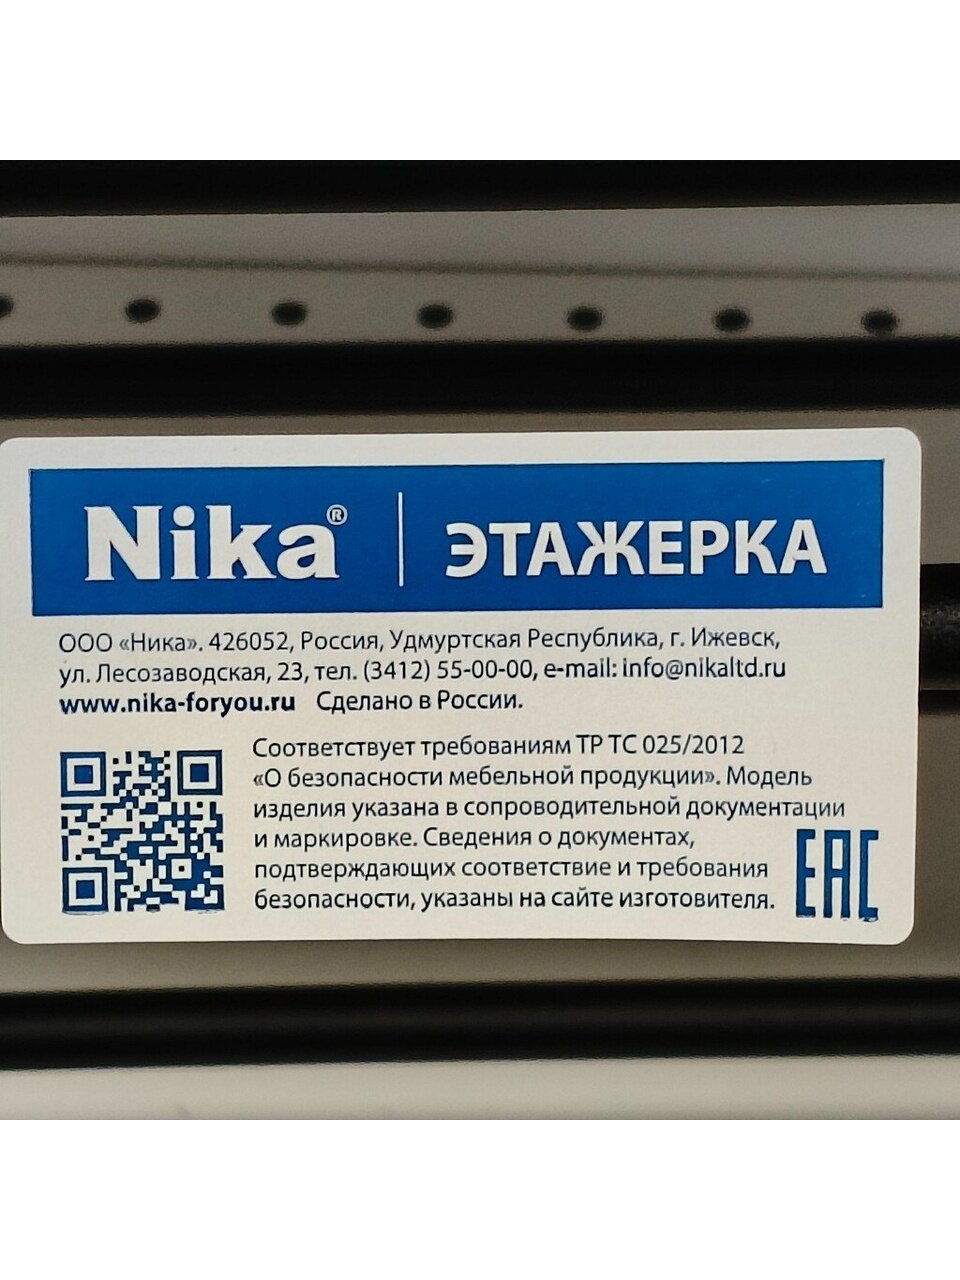 Nika® | ЭТАЖЕРКА
ООО «Ника». 426052, Россия, Удмуртская Республика, г. Ижевск,
ул. Лесозаводская, 23, тел. (3412) 55-00-00, e-mail: info@nikaltd.ru
www.nika-foryou.ru Сделано в России.
Соответствует требованиям ТР ТС 025/2012
«О безопасности мебельной продукции». Модель
изделия указана в сопроводительной документации
и маркировке. Сведения о документах,
подтверждающих соответствие и требования
безопасности, указаны на сайте изготовителя.
EAC